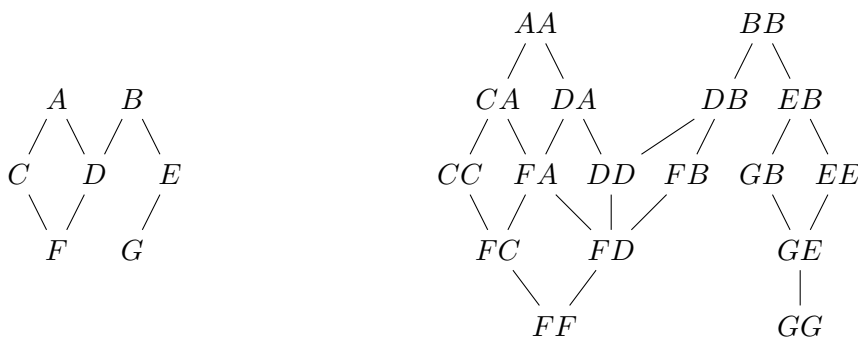 AA BB
A B CA DA DB EB
C D E CC FA DD FB GB EE
F G FC FD GE
FF GG